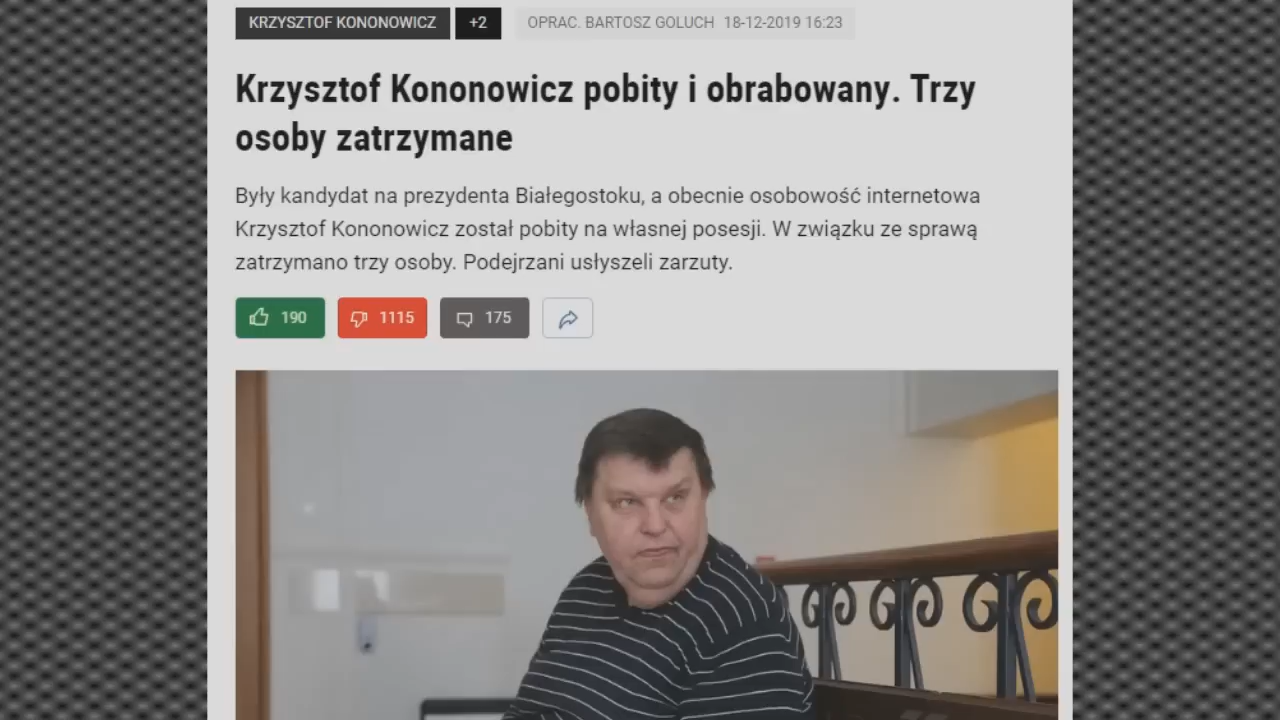 KRZYSZTOF KONONOWICZ +2 OPRAC. BARTOSZ GOLUCH 18-12-2019 16:23
Krzysztof Kononowicz pobity i obrabowany. Trzy
osoby zatrzymane
Były kandydat na prezydenta Białegostoku, a obecnie osobowość internetowa
Krzysztof Kononowicz został pobity na własnej posesji. W związku ze sprawą
zatrzymano trzy osoby. Podejrzani usłyszeli zarzuty.
190 1115 175